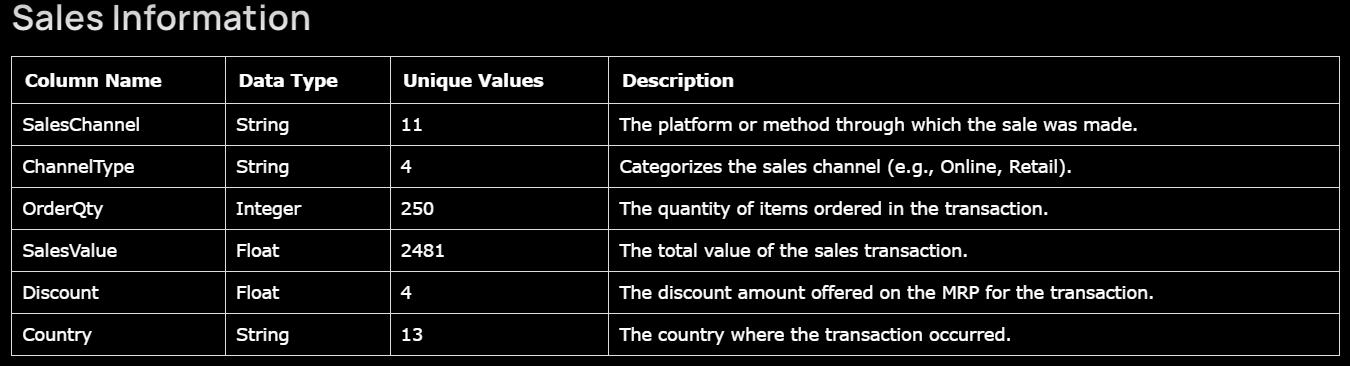 Sales Information
Column Name Data Type Unique Values Description
SalesChannel String 11 The platform or method through which the sale was made.
ChannelType String 4 Categorizes the sales channel (e.g., Online, Retail).
OrderQty Integer 250 The quantity of items ordered in the transaction.
SalesValue Float 2481 The total value of the sales transaction.
Discount Float 4 The discount amount offered on the MRP for the transaction.
Country String 13 The country where the transaction occurred.